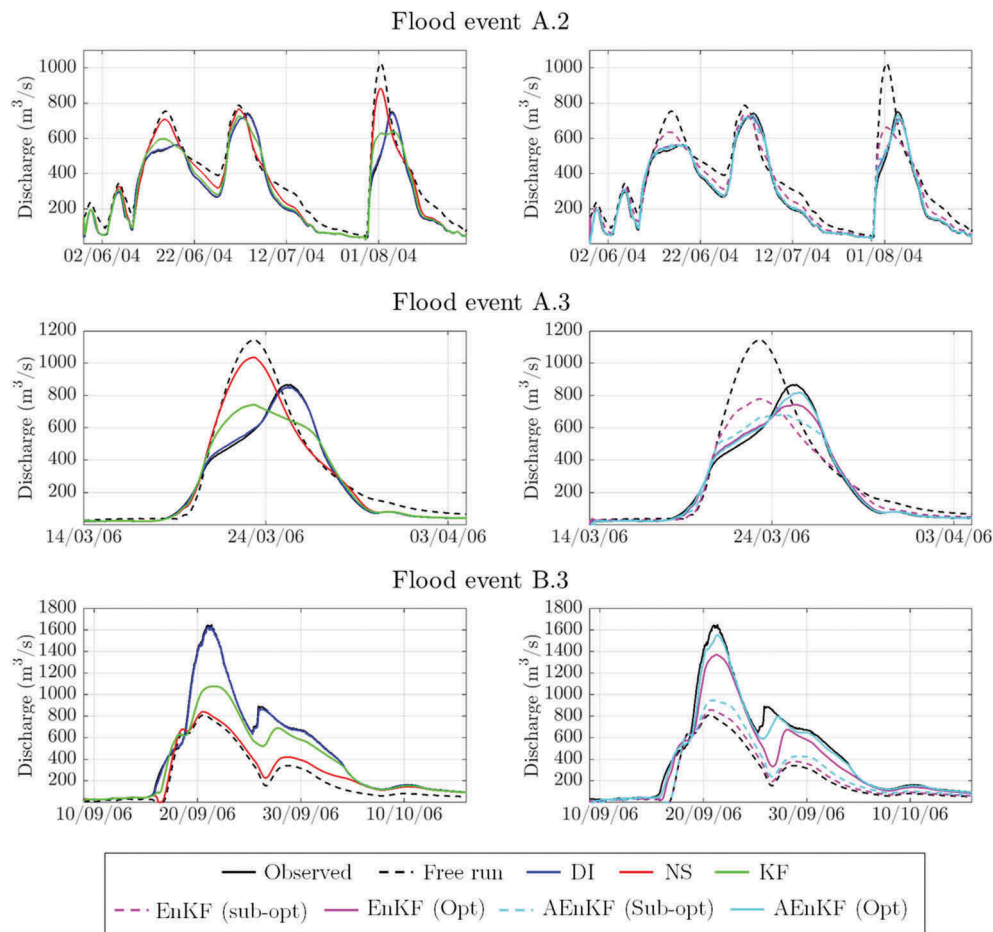 Flood event A.2
Discharge (m³/s)
1000
800
600
400
200
02/06/04 22/06/04 12/07/04 01/08/04
Discharge (m³/s)
1000
800
600
400
200
02/06/04 22/06/04 12/07/04 01/08/04
Flood event A.3
Discharge (m³/s)
1200
1000
800
600
400
200
14/03/06 24/03/06 03/04/06
Discharge (m³/s)
1200
1000
800
600
400
200
14/03/06 24/03/06 03/04/06
Flood event B.3
Discharge (m³/s)
1800
1600
1400
1200
1000
800
600
400
200
10/09/06 20/09/06 30/09/06 10/10/06
Discharge (m³/s)
1800
1600
1400
1200
1000
800
600
400
200
10/09/06 20/09/06 30/09/06 10/10/06
Observed Free run DI NS KF
EnKF (sub-opt) EnKF (Opt) AEnKF (Sub-opt) AEnKF (Opt)